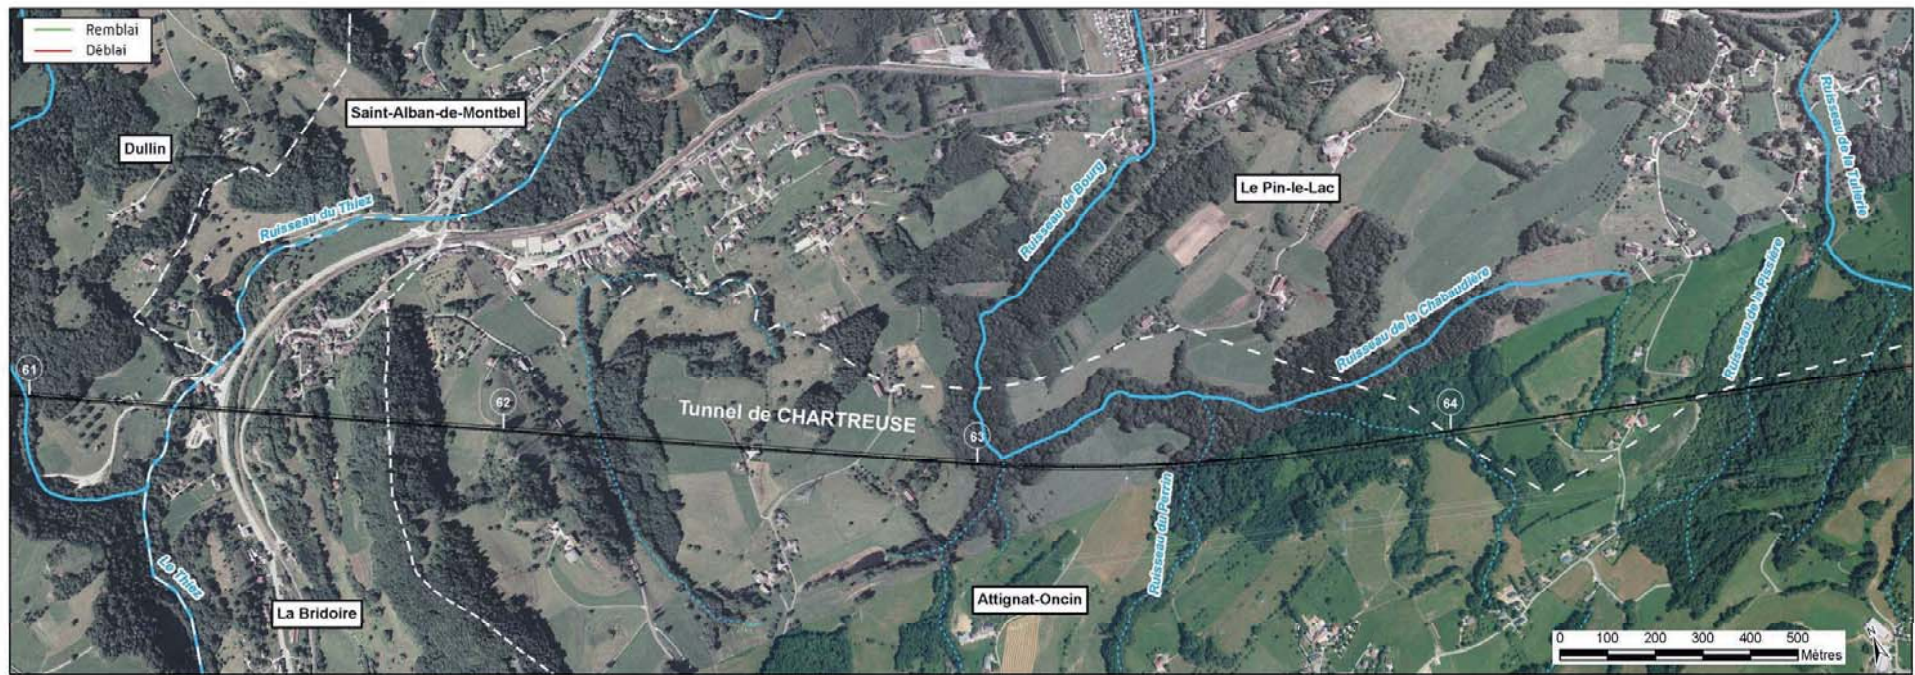 Remblai
Déblai
Saint-Alban-de-Montbel
Dullin
Ruisseau du Thiez
Ruisseau de Bourg
Le Pin-le-Lac
Ruisseau de la Tuilerie
Ruisseau de la Pissière
Ruisseau de la Chabaudière
61
62
Tunnel de CHARTREUSE
63
64
Ruisseau du Perrin
Le Thiez
La Bridoire
Attignat-Oncin
0 100 200 300 400 500
Mètres
N